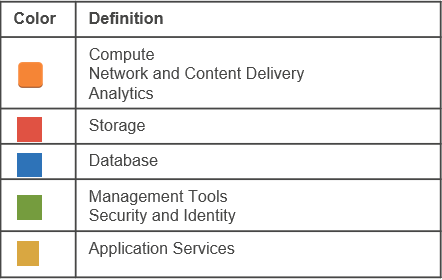 Color Definition
Compute
Network and Content Delivery
Analytics
Storage
Database
Management Tools
Security and Identity
Application Services